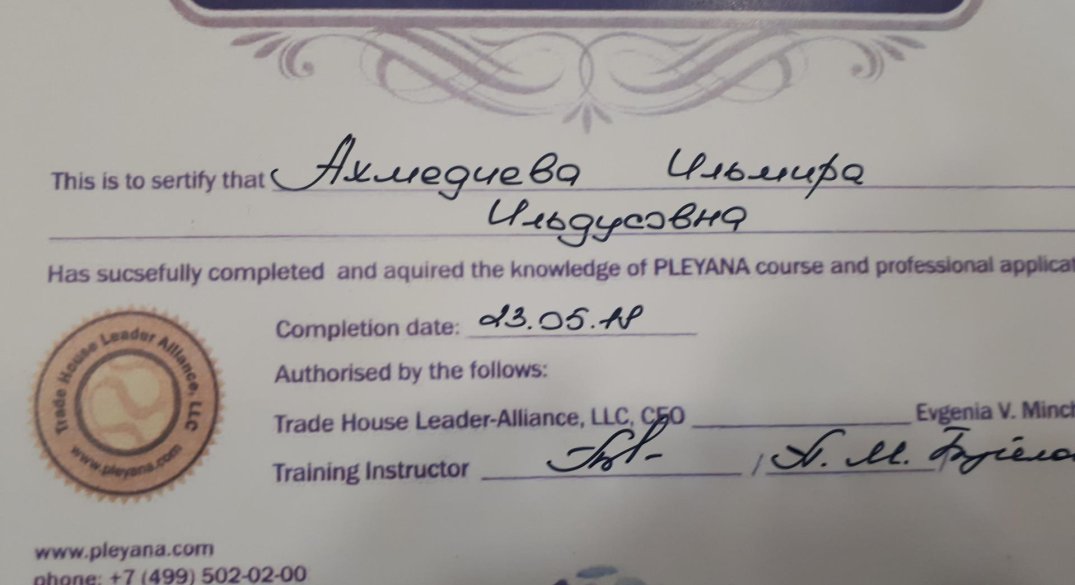 This is to sertify that Ахмедиева Ильмира
Ильдусовна
Has sucsefully completed and aquired the knowledge of PLEYANA course and professional applicat
Completion date: 23.05.18
Authorised by the follows:
Trade House Leader-Alliance, LLC, CEO Evgenia V. Minch
Training Instructor / А. М.
Trade House Leader Alliance, LLC
www.pleyana.com
www.pleyana.com
phone: +7 (499) 502-02-00